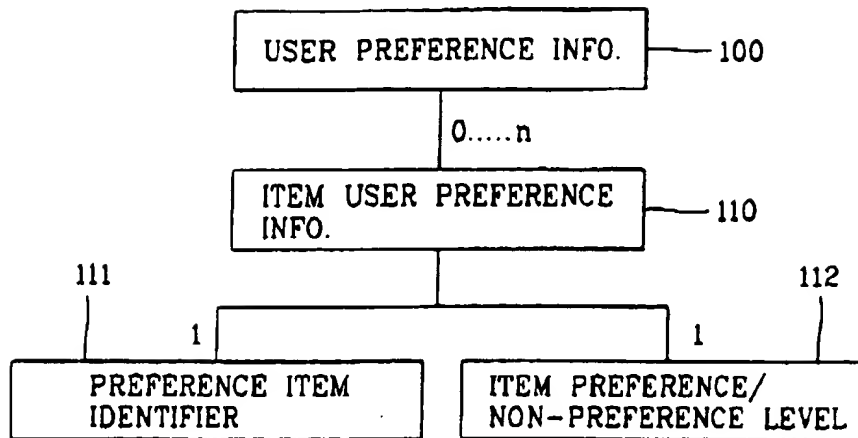 USER PREFERENCE INFO.
100
0.....n
ITEM USER PREFERENCE
INFO.
110
111
112
1
1
PREFERENCE ITEM
IDENTIFIER
ITEM PREFERENCE/
NON-PREFERENCE LEVEL